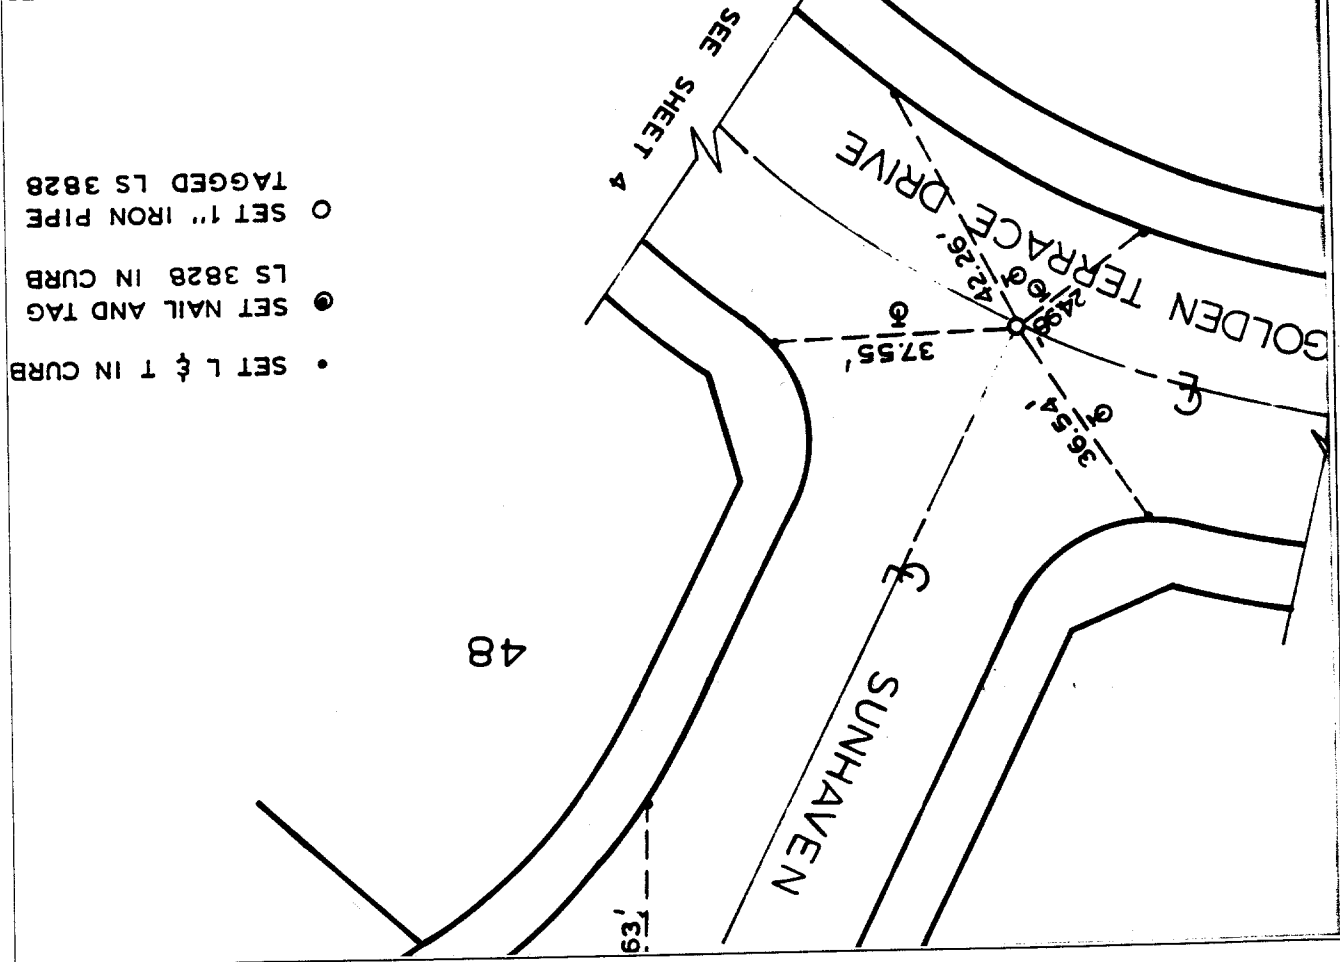 SET L & T IN CURB
SET NAIL AND TAG
LS 3828 IN CURB
SET 1" IRON PIPE
TAGGED LS 3828
SEE SHEET 4
GOLDEN TERRACE DRIVE
SUNHAVEN
48
42.26'
37.55'
36.54'
63'